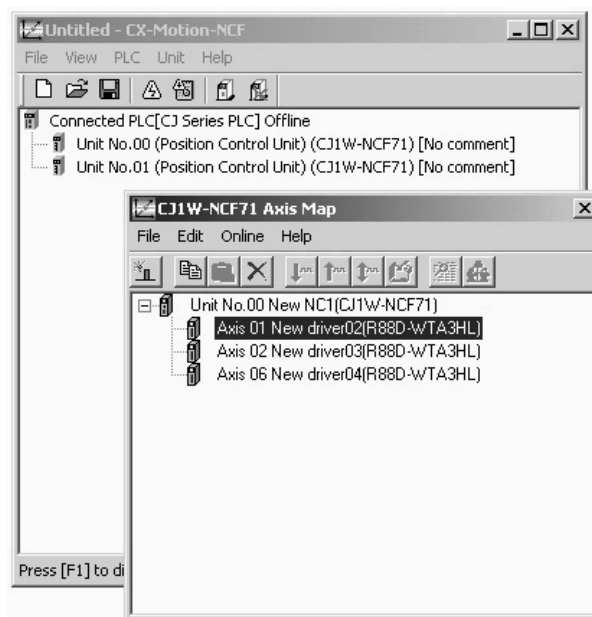 Untitled - CX-Motion-NCF
File View PLC Unit Help
Connected PLC[CJ Series PLC] Offline
Unit No.00 (Position Control Unit) (CJ1W-NCF71) [No comment]
Unit No.01 (Position Control Unit) (CJ1W-NCF71) [No comment]
CJ1W-NCF71 Axis Map
File Edit Online Help
Unit No.00 New NC1(CJ1W-NCF71)
Axis 01 New driver02(R88D-WTA3HL)
Axis 02 New driver03(R88D-WTA3HL)
Axis 06 New driver04(R88D-WTA3HL)
Press [F1] to di